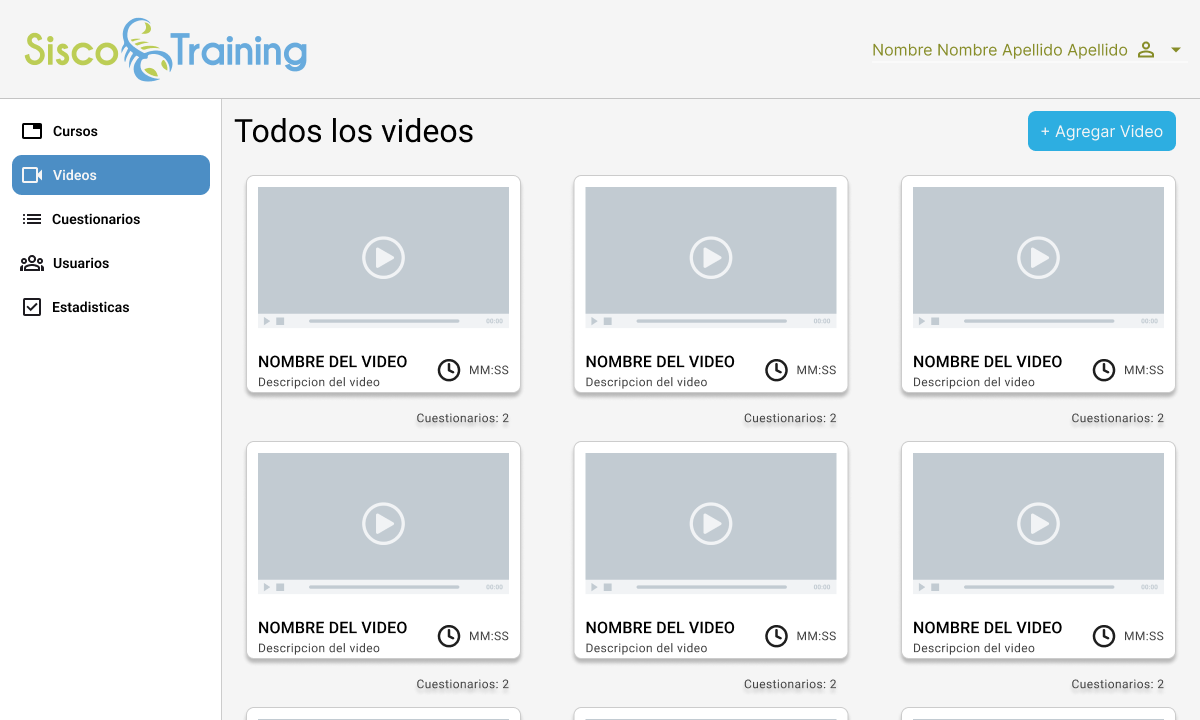 Sisco Training
Nombre Nombre Apellido Apellido
Cursos
Videos
Cuestionarios
Usuarios
Estadisticas
Todos los videos
+ Agregar Video
00:00
00:00
00:00
NOMBRE DEL VIDEO
Descripcion del video
MM:SS
NOMBRE DEL VIDEO
Descripcion del video
MM:SS
NOMBRE DEL VIDEO
Descripcion del video
MM:SS
Cuestionarios: 2
Cuestionarios: 2
Cuestionarios: 2
00:00
00:00
00:00
NOMBRE DEL VIDEO
Descripcion del video
MM:SS
NOMBRE DEL VIDEO
Descripcion del video
MM:SS
NOMBRE DEL VIDEO
Descripcion del video
MM:SS
Cuestionarios: 2
Cuestionarios: 2
Cuestionarios: 2